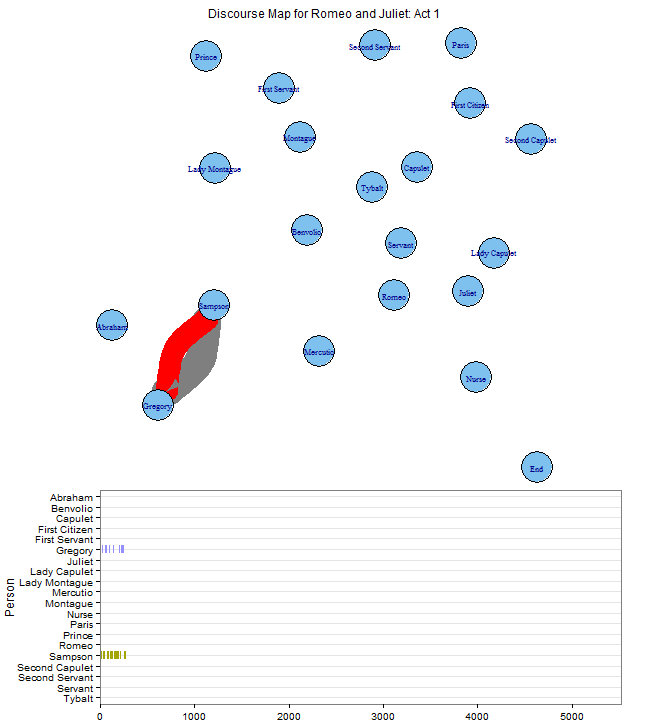 Discourse Map for Romeo and Juliet: Act 1
Prince
Second Servant
Paris
First Servant
First Citizen
Montague
Second Capulet
Lady Montague
Capulet
Tybalt
Benvolio
Servant
Lady Capulet
Romeo
Juliet
Sampson
Abraham
Mercutio
Nurse
Gregory
End
Person
Abraham
Benvolio
Capulet
First Citizen
First Servant
Gregory
Juliet
Lady Capulet
Lady Montague
Mercutio
Montague
Nurse
Paris
Prince
Romeo
Sampson
Second Capulet
Second Servant
Servant
Tybalt
0 1000 2000 3000 4000 5000